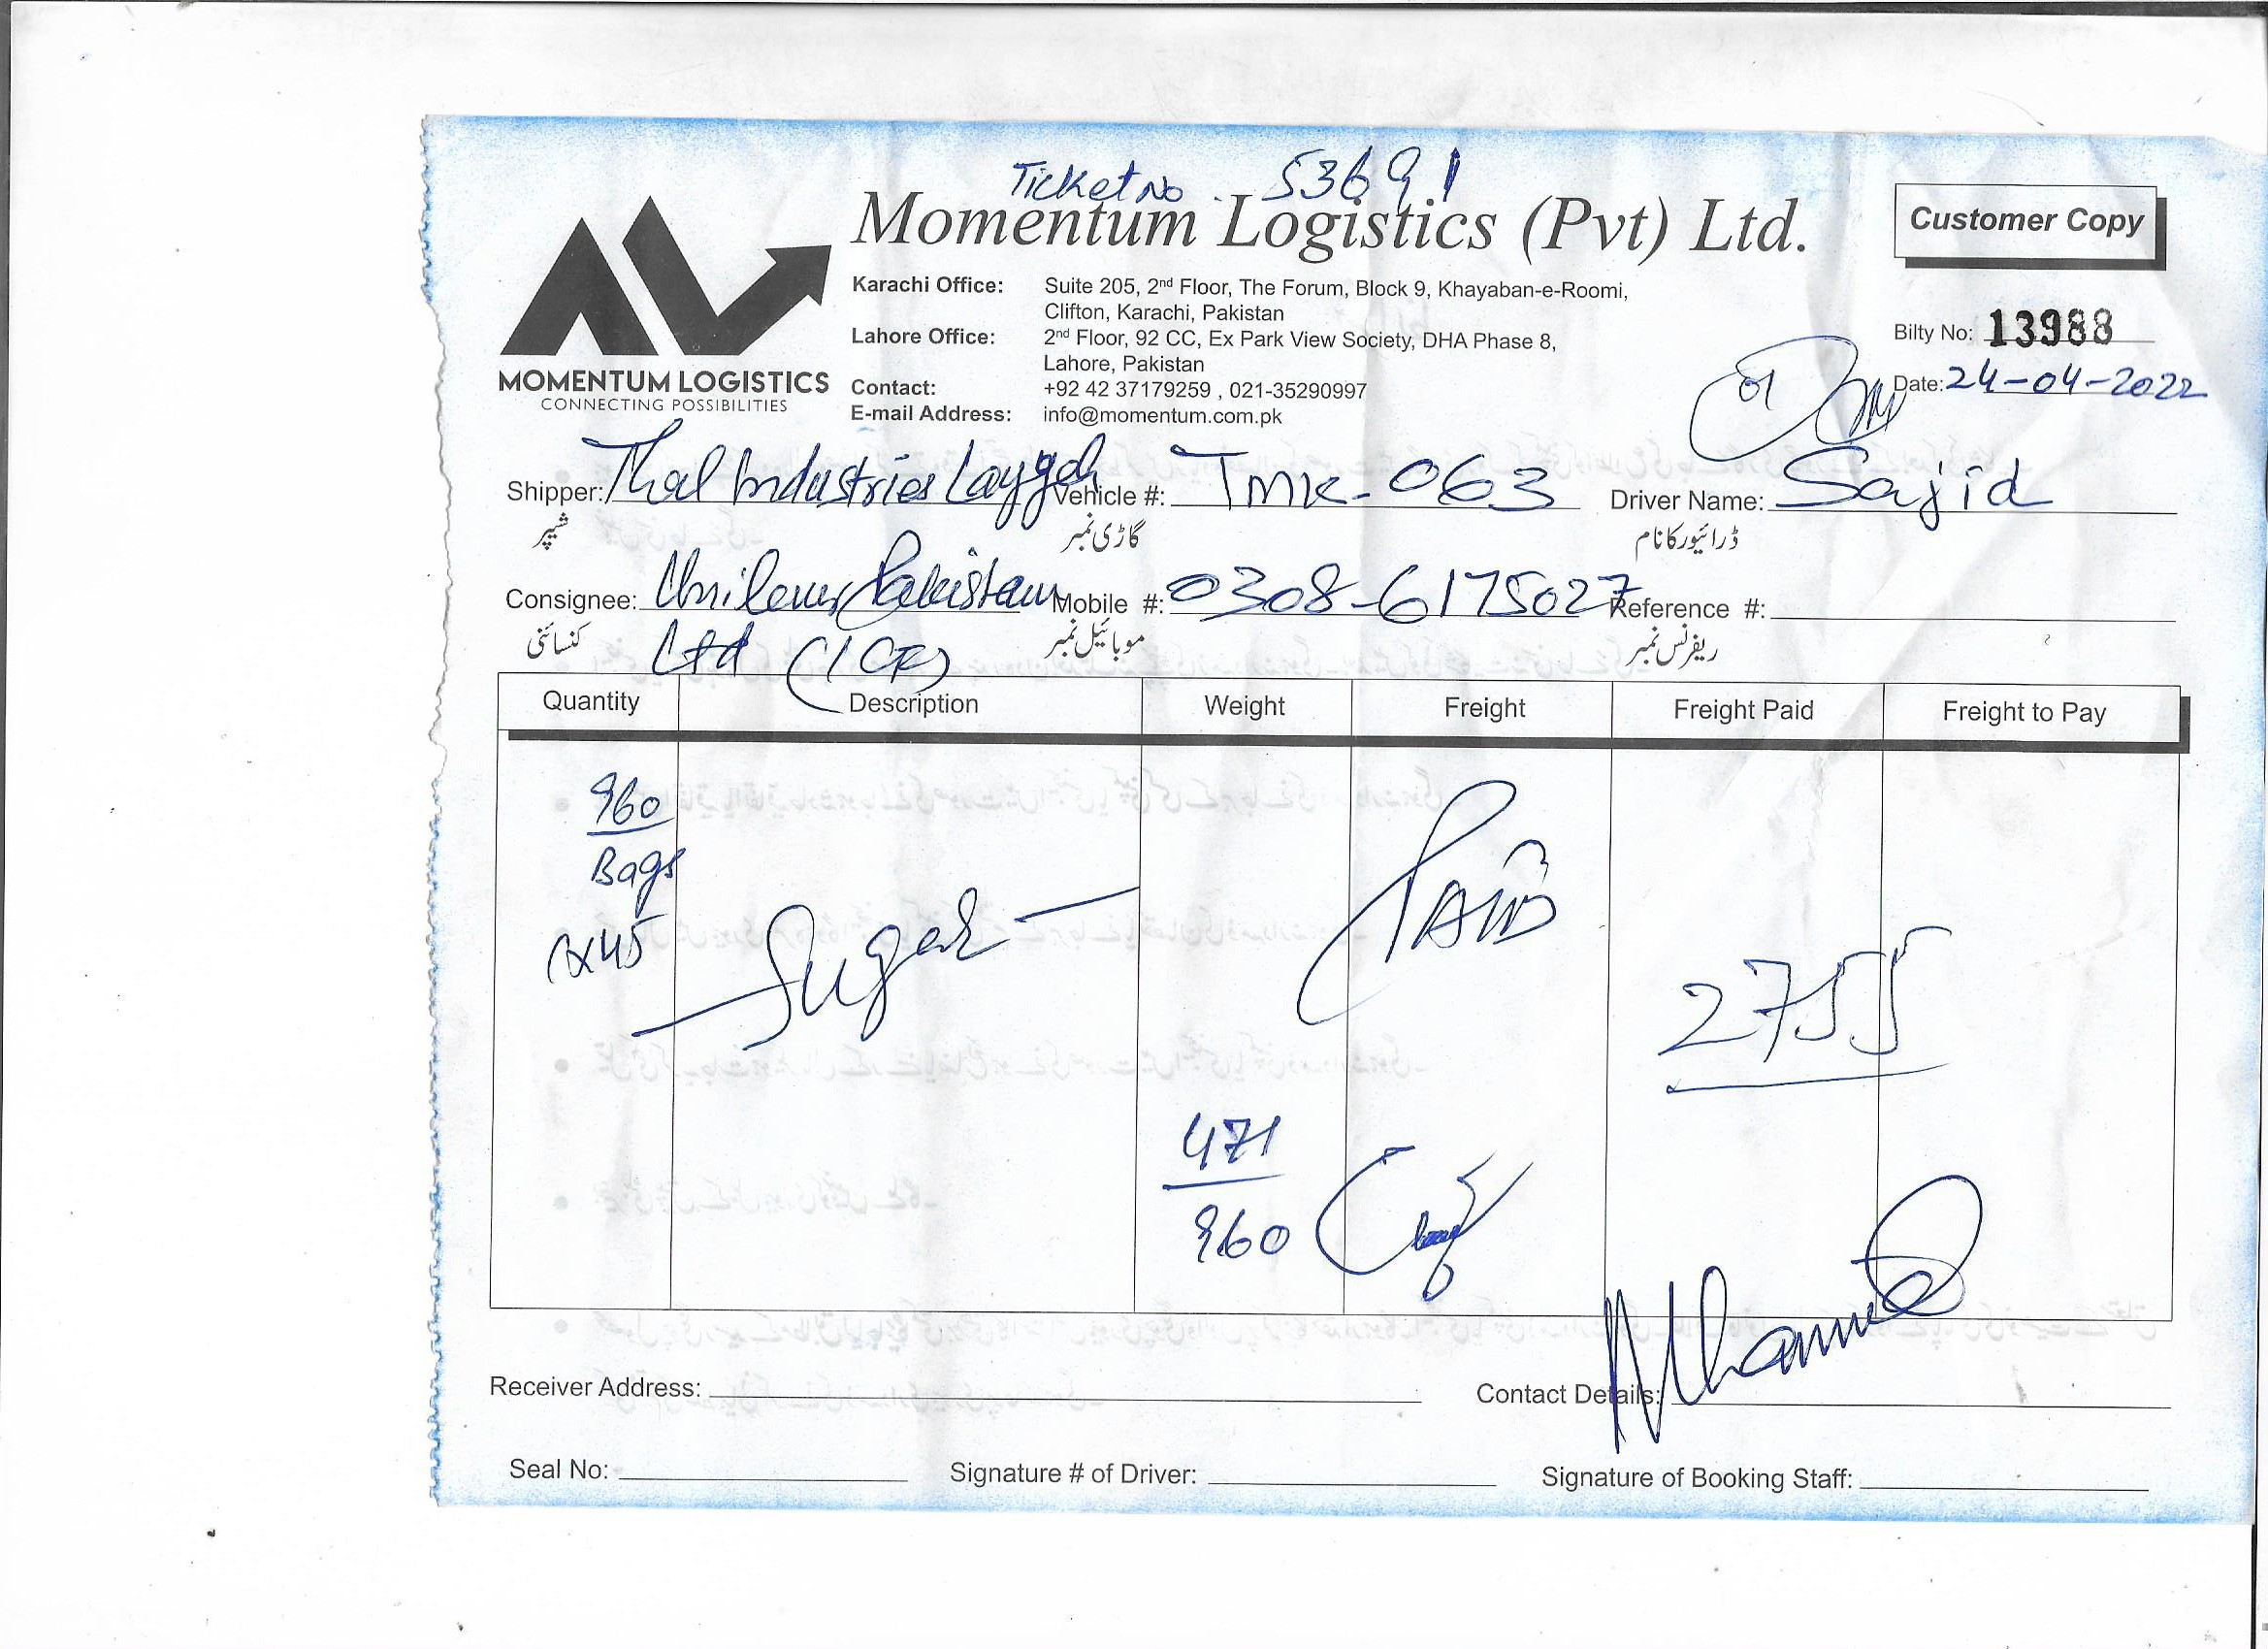 Ticket No. 53691
Momentum Logistics (Pvt) Ltd.
Customer Copy
MOMENTUM LOGISTICS
CONNECTING POSSIBILITIES
Karachi Office: Suite 205, 2nd Floor, The Forum, Block 9, Khayaban-e-Roomi,
Clifton, Karachi, Pakistan
Lahore Office: 2nd Floor, 92 CC, Ex Park View Society, DHA Phase 8,
Lahore, Pakistan
Contact: +92 42 37179259 , 021-35290997
E-mail Address: info@momentum.com.pk
Bilty No: 13988
Date: 24-04-2022
Shipper: Thal Industries Layyah Vehicle #: TMK-063 Driver Name: Sajid
شیپر گاڑی نمبر ڈرائیور کا نام
Consignee: Unilever Pakistan Mobile #: 0308-6175027 Reference #:
کنسائنی Ltd موبائیل نمبر ریفرنس نمبر
Quantity Description Weight Freight Freight Paid Freight to Pay
960
Bags
Sugar
PAID
2755
471
960
Receiver Address: Contact Details:
Seal No: Signature # of Driver: Signature of Booking Staff: